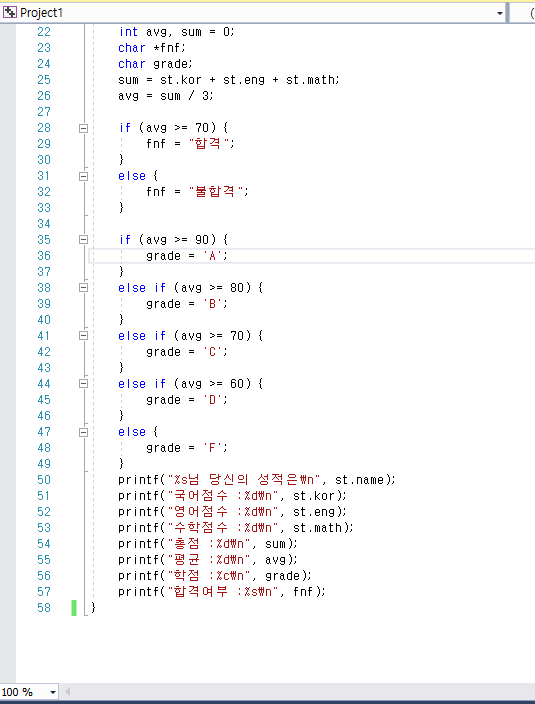 Project1
22 int avg, sum = 0;
23 char *fnf;
24 char grade;
25 sum = st.kor + st.eng + st.math;
26 avg = sum / 3;
27
28 if (avg >= 70) {
29 fnf = "합격";
30 }
31 else {
32 fnf = "불합격";
33 }
34
35 if (avg >= 90) {
36 grade = 'A';
37 }
38 else if (avg >= 80) {
39 grade = 'B';
40 }
41 else if (avg >= 70) {
42 grade = 'C';
43 }
44 else if (avg >= 60) {
45 grade = 'D';
46 }
47 else {
48 grade = 'F';
49 }
50 printf("%s님 당신의 성적은₩n", st.name);
51 printf("국어점수 :%d₩n", st.kor);
52 printf("영어점수 :%d₩n", st.eng);
53 printf("수학점수 :%d₩n", st.math);
54 printf("총점 :%d₩n", sum);
55 printf("평균 :%d₩n", avg);
56 printf("학점 :%c₩n", grade);
57 printf("합격여부 :%s₩n", fnf);
58 }
100 %